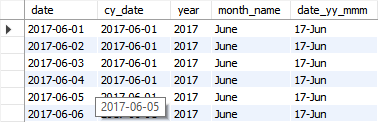 date cy_date year month_name date_yy_mmm
2017-06-01 2017-06-01 2017 June 17-Jun
2017-06-02 2017-06-01 2017 June 17-Jun
2017-06-03 2017-06-01 2017 June 17-Jun
2017-06-04 2017-06-01 2017 June 17-Jun
2017-06-05 2017-06-01 2017 June 17-Jun
2017-06-05
2017-06-06 2017 June 17-Jun